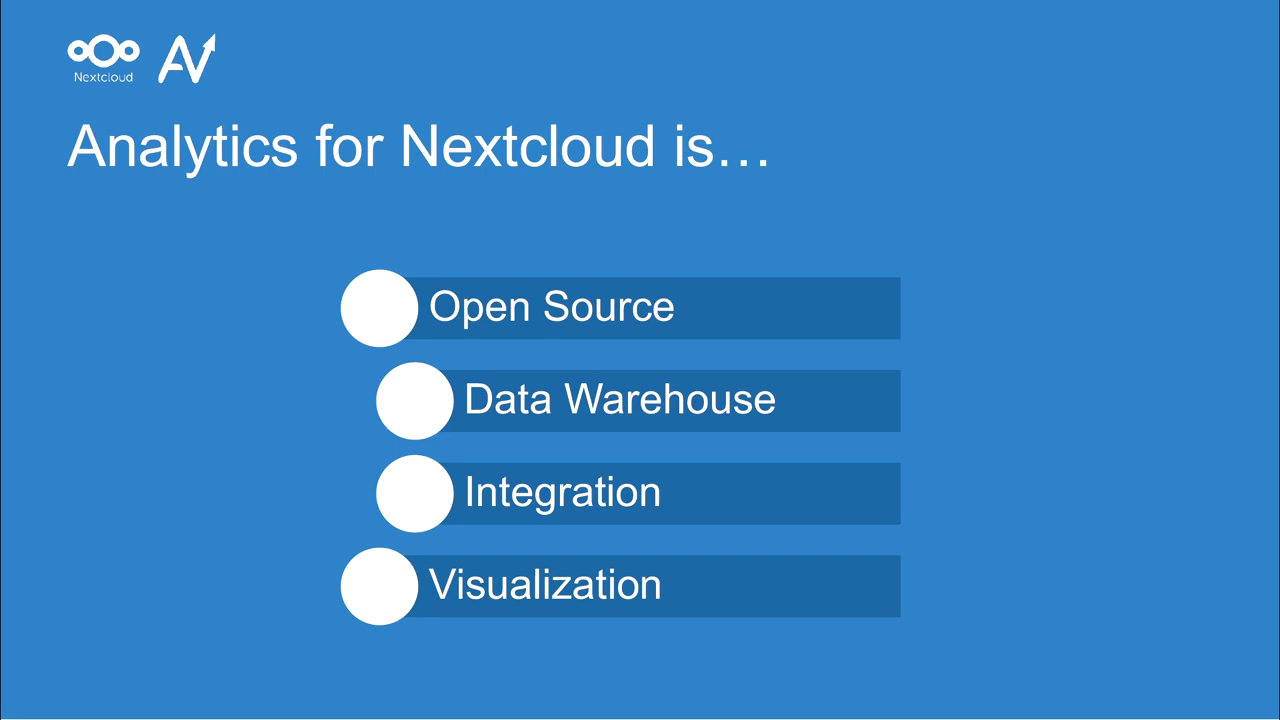 Nextcloud
Analytics for Nextcloud is...
Open Source
Data Warehouse
Integration
Visualization